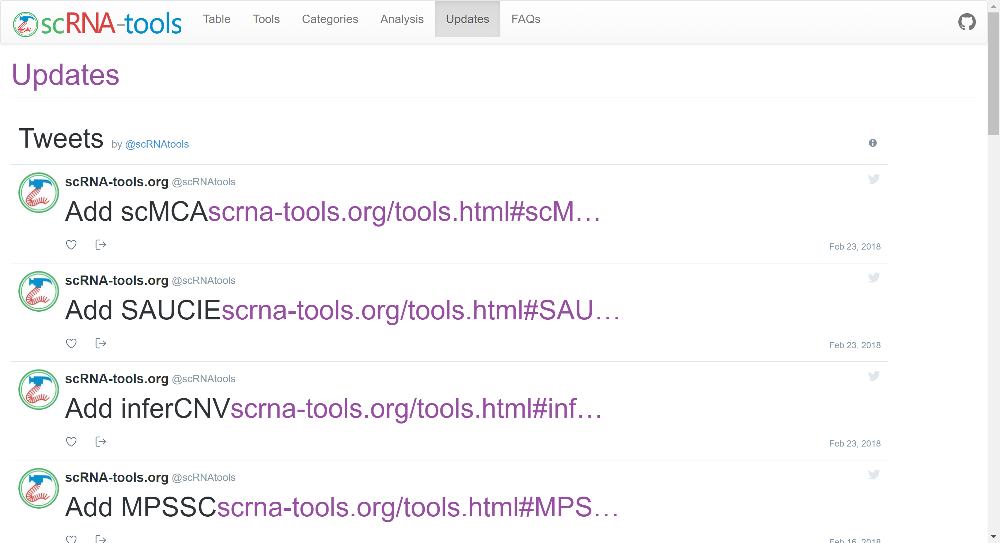 scRNA-tools Table Tools Categories Analysis Updates FAQs
Updates
Tweets by @scRNAtools
scRNA-tools.org @scRNAtools
Add scMCAscrna-tools.org/tools.html#scM…
Feb 23, 2018
scRNA-tools.org @scRNAtools
Add SAUCIEscrna-tools.org/tools.html#SAU…
Feb 23, 2018
scRNA-tools.org @scRNAtools
Add inferCNVscrna-tools.org/tools.html#inf…
Feb 23, 2018
scRNA-tools.org @scRNAtools
Add MPSSCscrna-tools.org/tools.html#MPS…
Feb 16, 2018